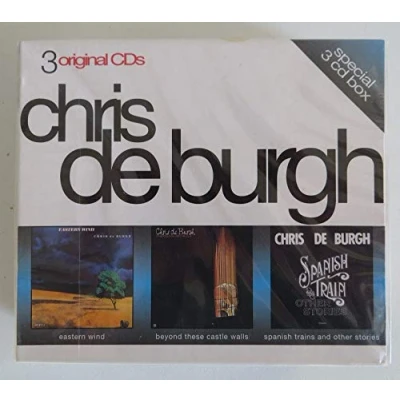 3 original CDs
special
3 cd box
chris
de burgh
EASTERN WIND
CHRIS DE BURGH
Chris de Burgh
CHRIS DE BURGH
SPANISH
TRAIN
OTHER
STORIES
eastern wind
beyond these castle walls
spanish trains and other stories